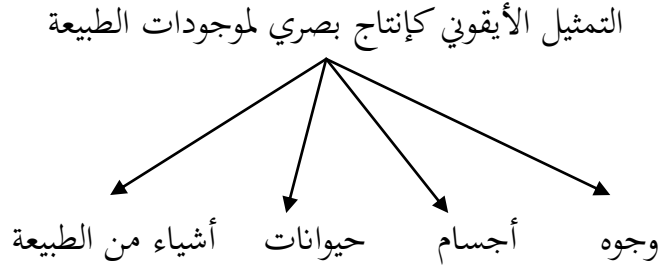 التمثيل الأيقوني كإنتاج بصري لموجودات الطبيعة
وجوه أجسام حيوانات أشياء من الطبيعة